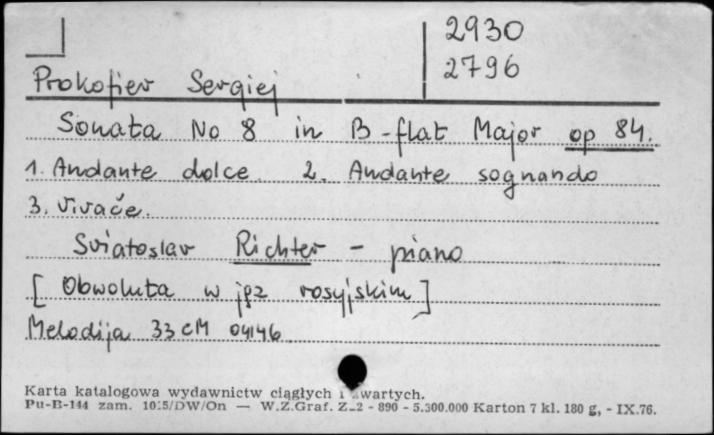 2930
2796
Prokofiev Sergiej
Sonata No 8 in B-flat Major op 84.
1. Andante dolce 2. Andante sognando
3. Vivače.
Sviatoslav Richter - piano
[ Obwoluta w jęz rosyjskim ]
Melodija 33 CM 04146
Karta katalogowa wydawnictw ciągłych i zwartych.
Pu-B-144 zam. 1015/DW/On — W.Z.Graf. Z-2 - 890 - 5.300.000 Karton 7 kl. 180 g, - IX.76.